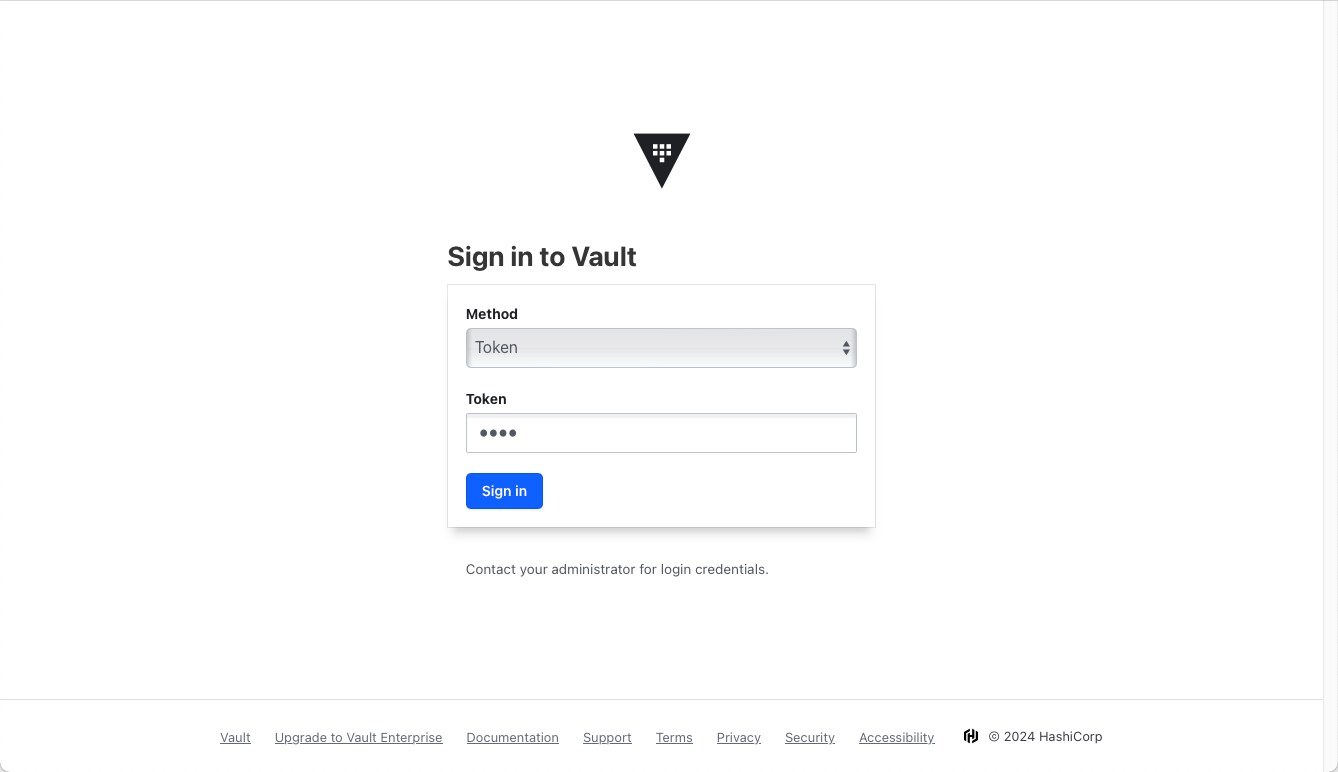 Sign in to Vault
Method
Token
Token
••••
Sign in
Contact your administrator for login credentials.
Vault Upgrade to Vault Enterprise Documentation Support Terms Privacy Security Accessibility © 2024 HashiCorp